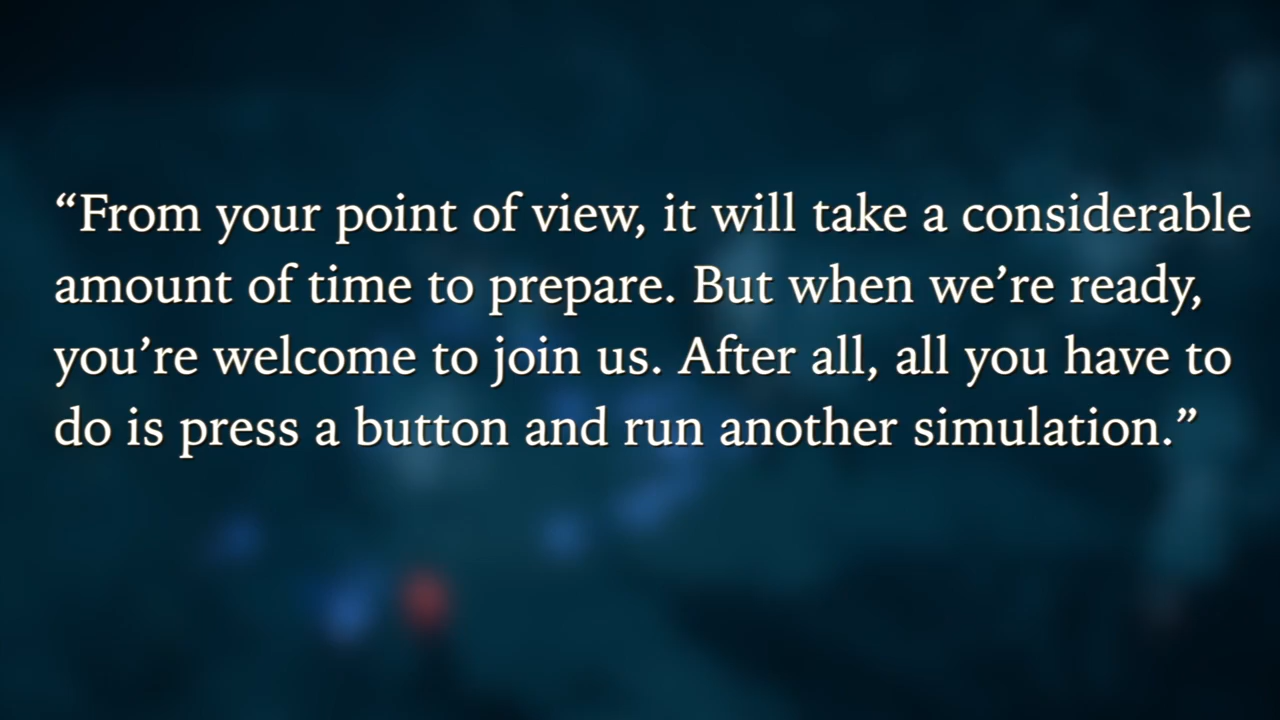 “From your point of view, it will take a considerable
amount of time to prepare. But when we’re ready,
you’re welcome to join us. After all, all you have to
do is press a button and run another simulation.”